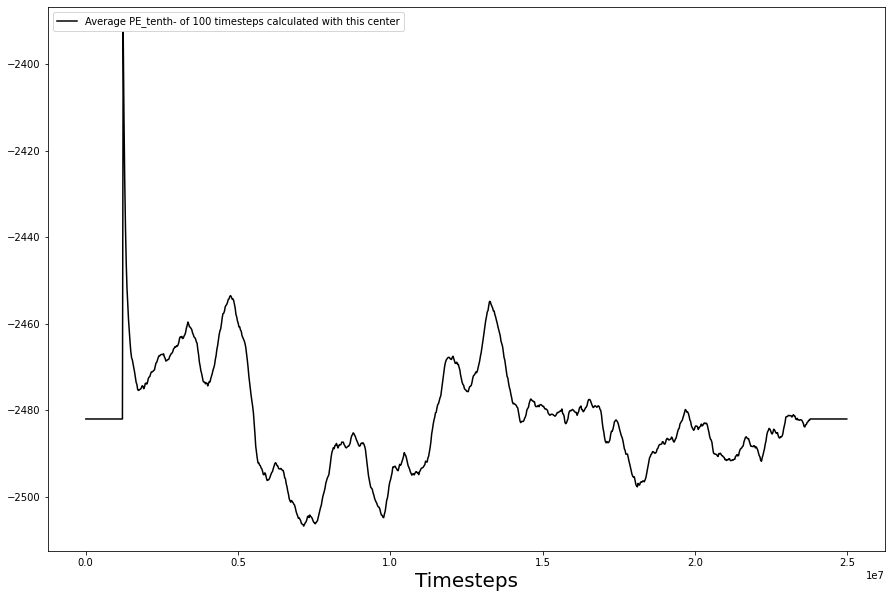 Average PE_tenth- of 100 timesteps calculated with this center
−2400
−2420
−2440
−2460
−2480
−2500
0.0 0.5 1.0 1.5 2.0 2.5
1e7
Timesteps